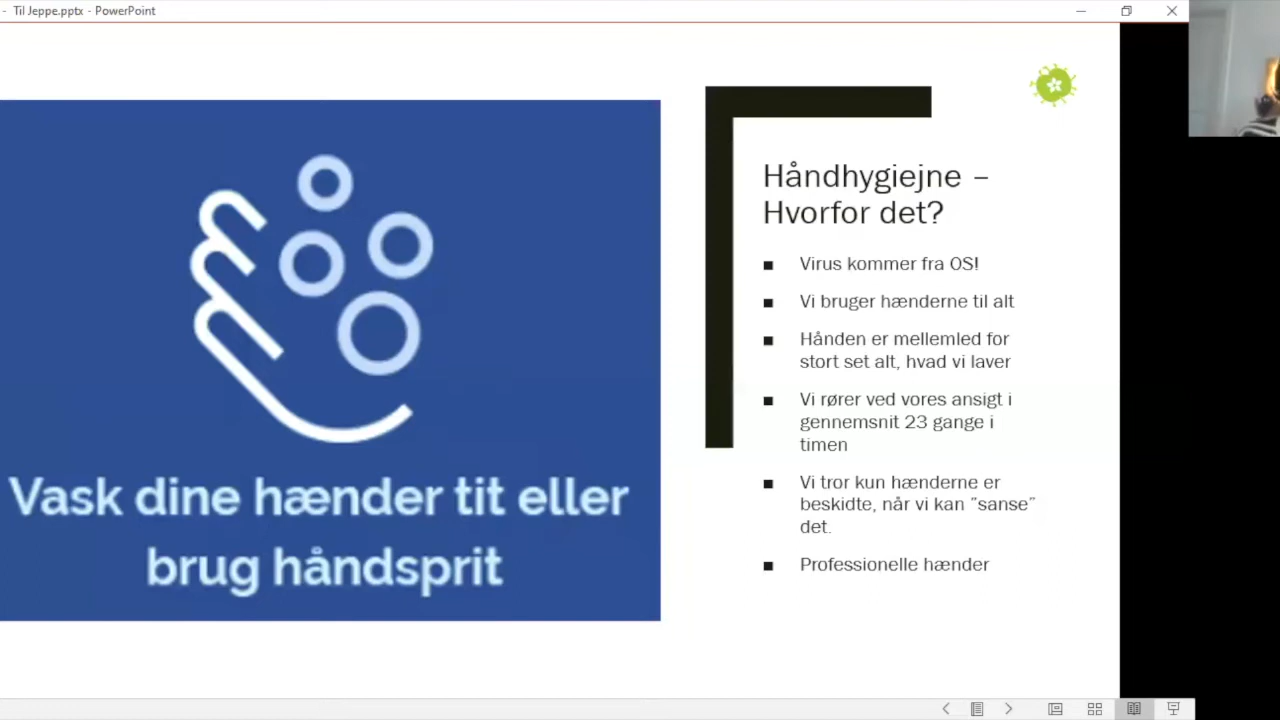 - Til Jeppe.pptx - PowerPoint
Vask dine hænder tit eller
brug håndsprit
Håndhygiejne –
Hvorfor det?
Virus kommer fra OS!
Vi bruger hænderne til alt
Hånden er mellemled for
stort set alt, hvad vi laver
Vi rører ved vores ansigt i
gennemsnit 23 gange i
timen
Vi tror kun hænderne er
beskidte, når vi kan ”sanse”
det.
Professionelle hænder